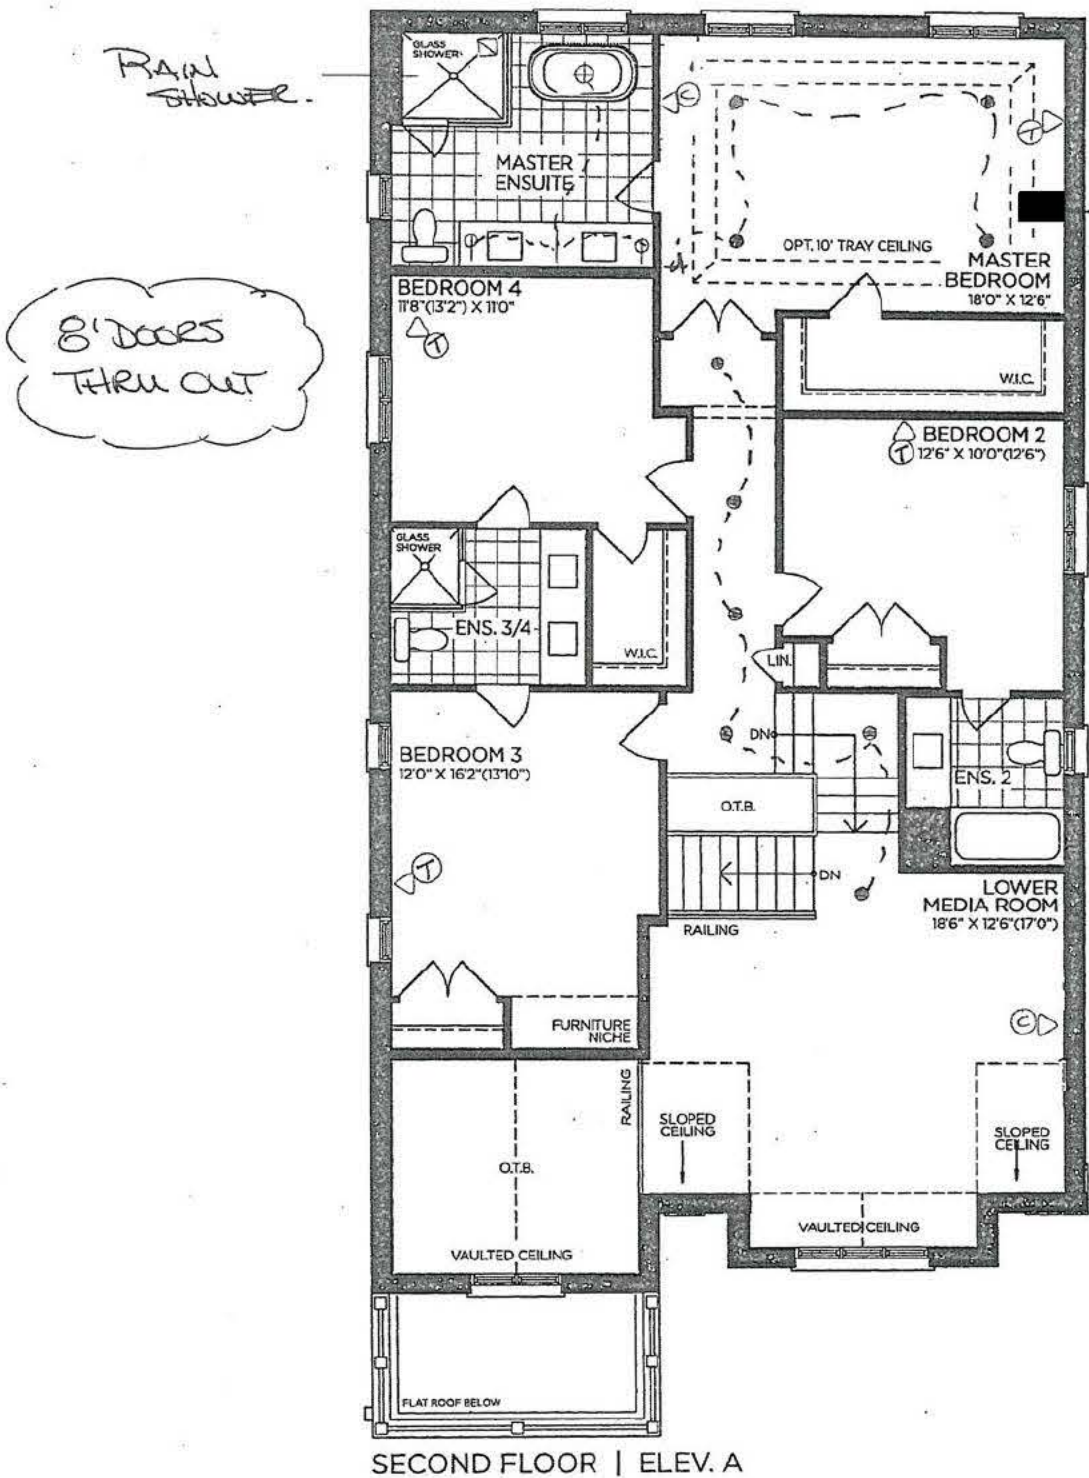 RAIN
SHOWER.
GLASS
SHOWER
MASTER
ENSUITE
C
T
OPT. 10' TRAY CEILING
MASTER
BEDROOM
18'0" X 12'6"
8' DOORS
THRU OUT
BEDROOM 4
11'8"(13'2") X 11'0"
T
W.I.C.
BEDROOM 2
T
12'6" X 10'0"(12'6")
GLASS
SHOWER
ENS. 3/4
W.I.C.
LIN.
BEDROOM 3
12'0" X 16'2"(13'10")
DN
O.T.B.
ENS. 2
T
DN
RAILING
LOWER
MEDIA ROOM
18'6" X 12'6"(17'0")
FURNITURE
NICHE
C
RAILING
SLOPED
CEILING
SLOPED
CEILING
O.T.B.
VAULTED CEILING
VAULTED CEILING
FLAT ROOF BELOW
SECOND FLOOR | ELEV. A